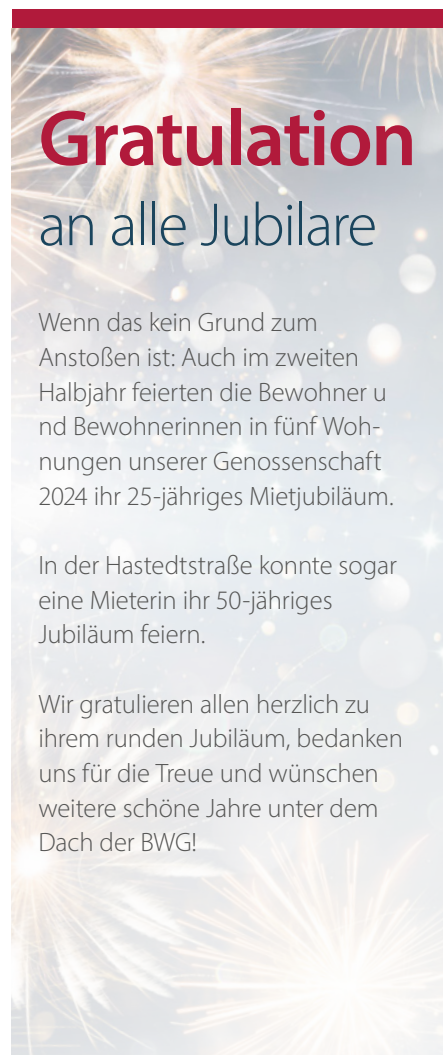 Gratulation
an alle Jubilare
Wenn das kein Grund zum
Anstoßen ist: Auch im zweiten
Halbjahr feierten die Bewohner u
nd Bewohnerinnen in fünf Woh-
nungen unserer Genossenschaft
2024 ihr 25-jähriges Mietjubiläum.
In der Hastedtstraße konnte sogar
eine Mieterin ihr 50-jähriges
Jubiläum feiern.
Wir gratulieren allen herzlich zu
ihrem runden Jubiläum, bedanken
uns für die Treue und wünschen
weitere schöne Jahre unter dem
Dach der BWG!